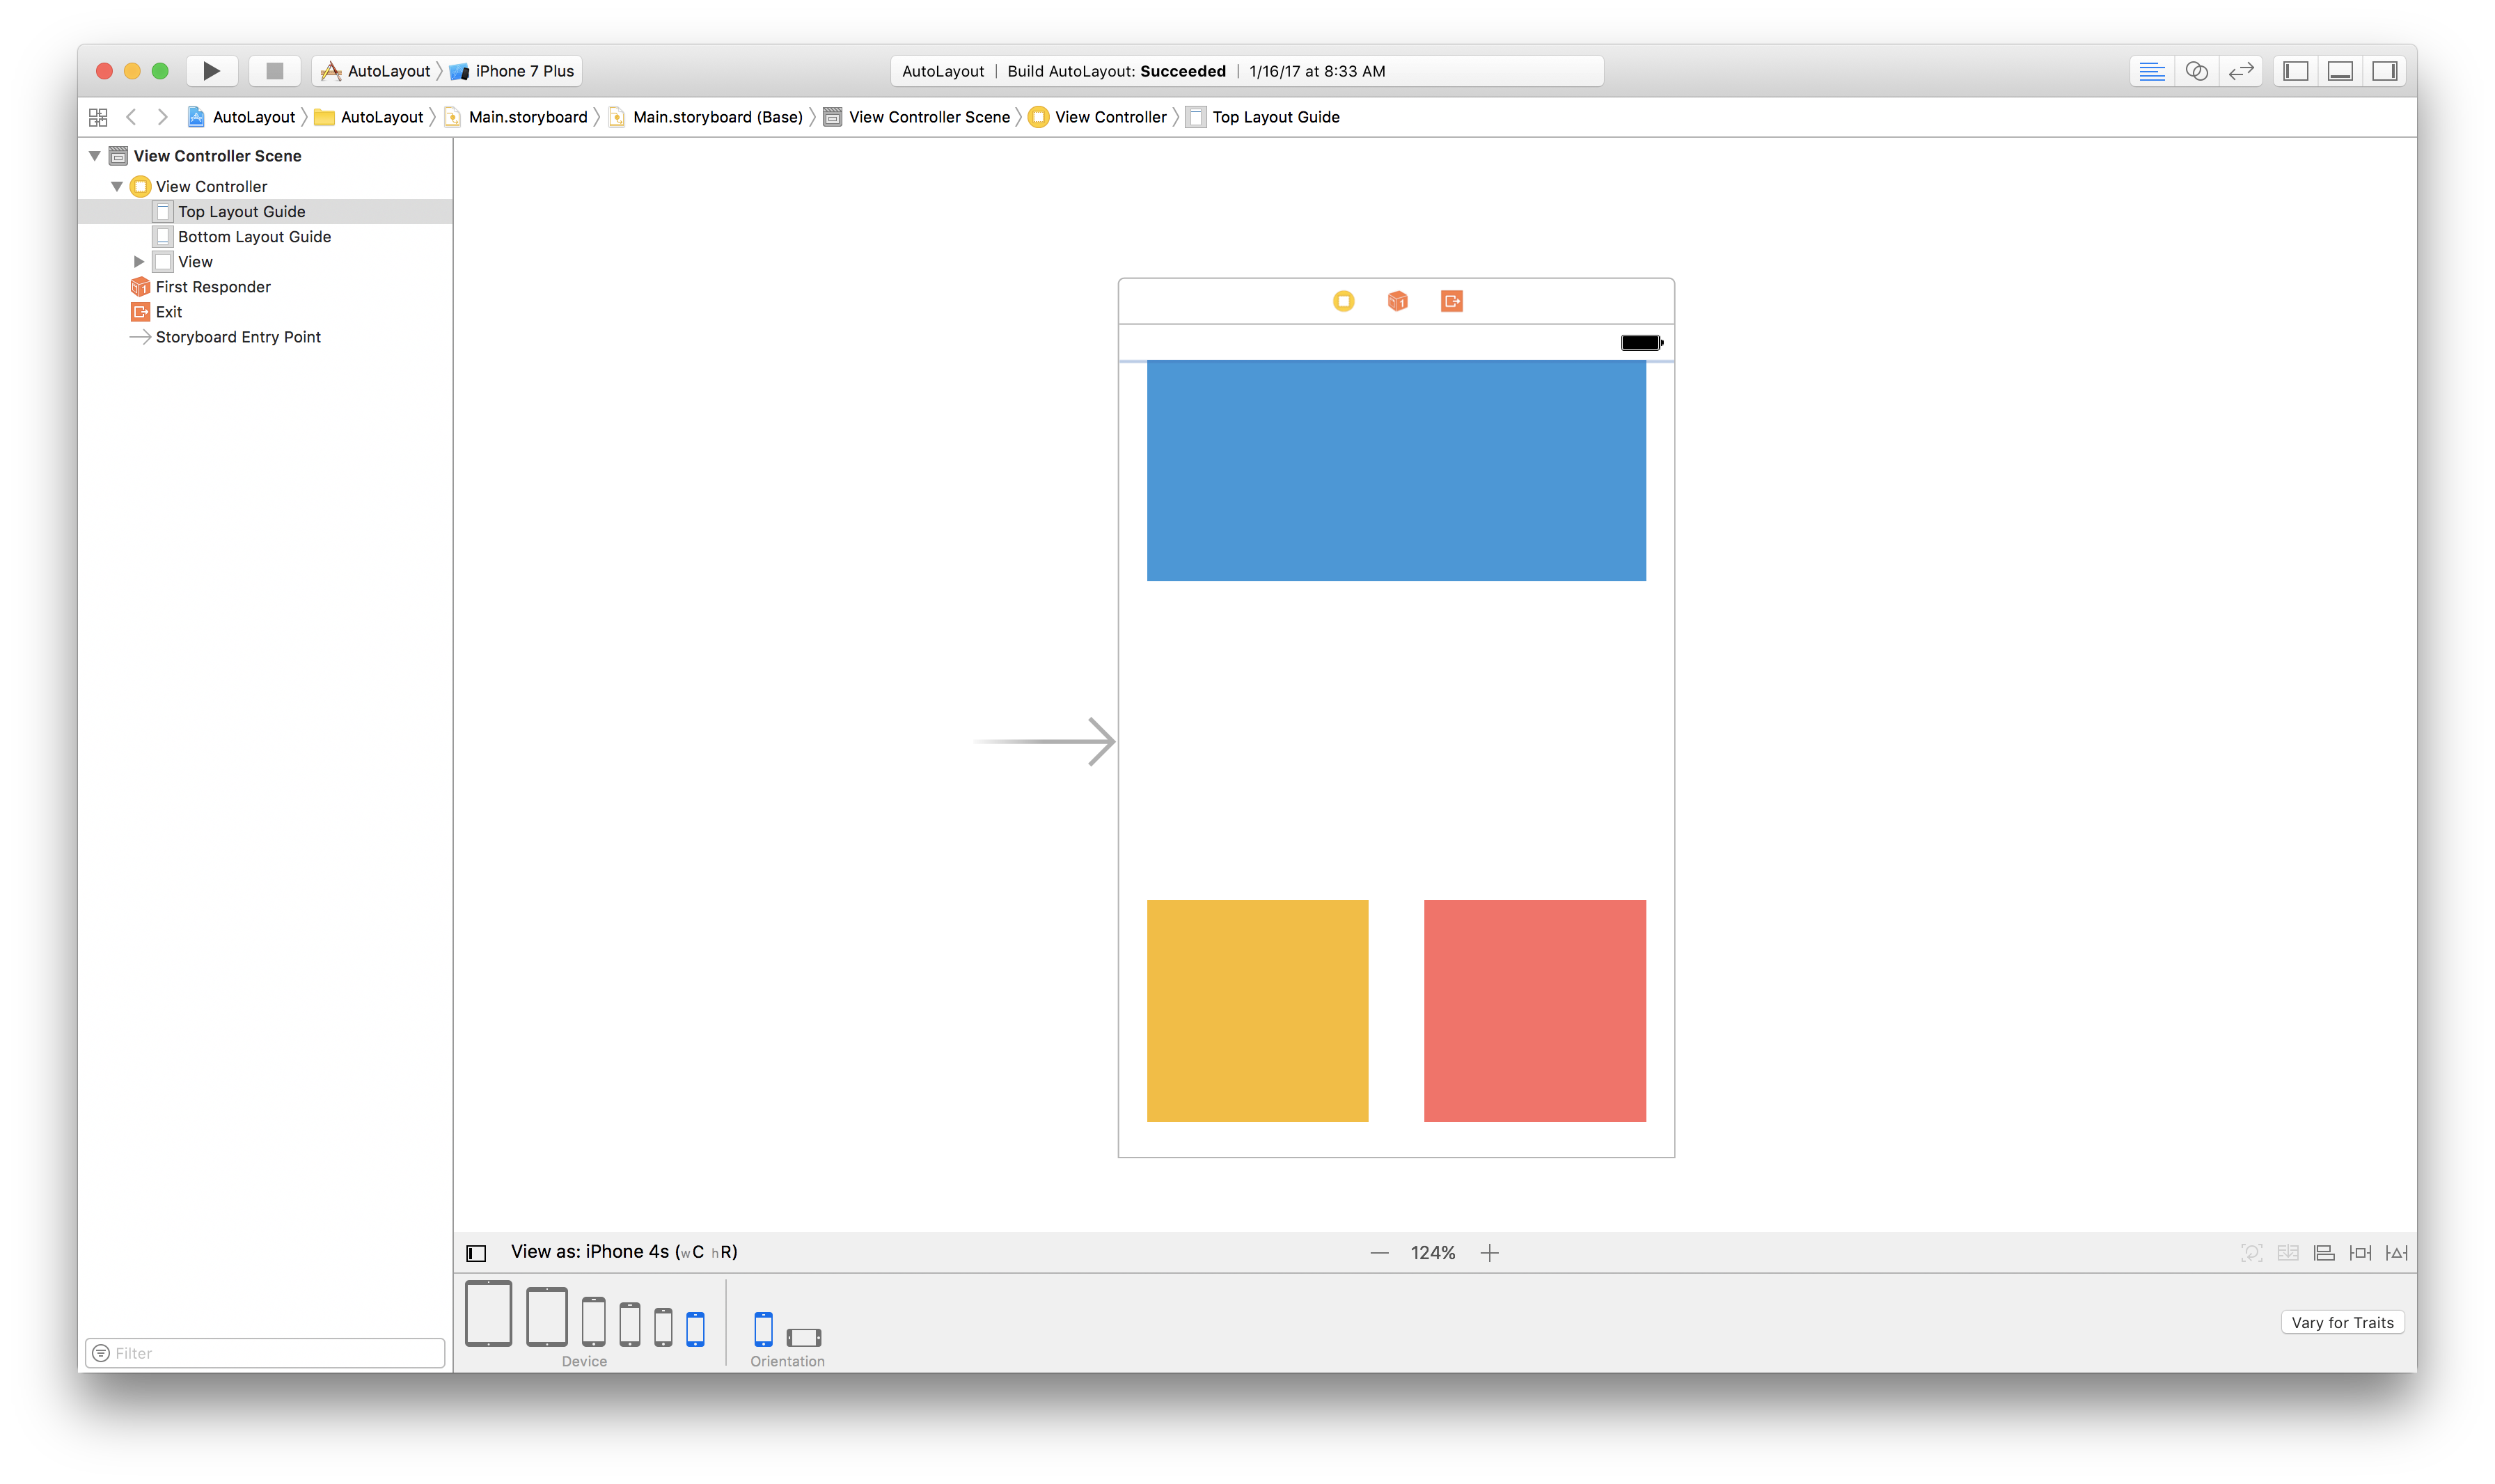 AutoLayout iPhone 7 Plus AutoLayout | Build AutoLayout: Succeeded | 1/16/17 at 8:33 AM
AutoLayout AutoLayout Main.storyboard Main.storyboard (Base) View Controller Scene View Controller Top Layout Guide
View Controller Scene
View Controller
Top Layout Guide
Bottom Layout Guide
View
First Responder
1
Exit
Storyboard Entry Point
1
View as: iPhone 4s (wC hR) 124%
Vary for Traits
Filter
Device Orientation